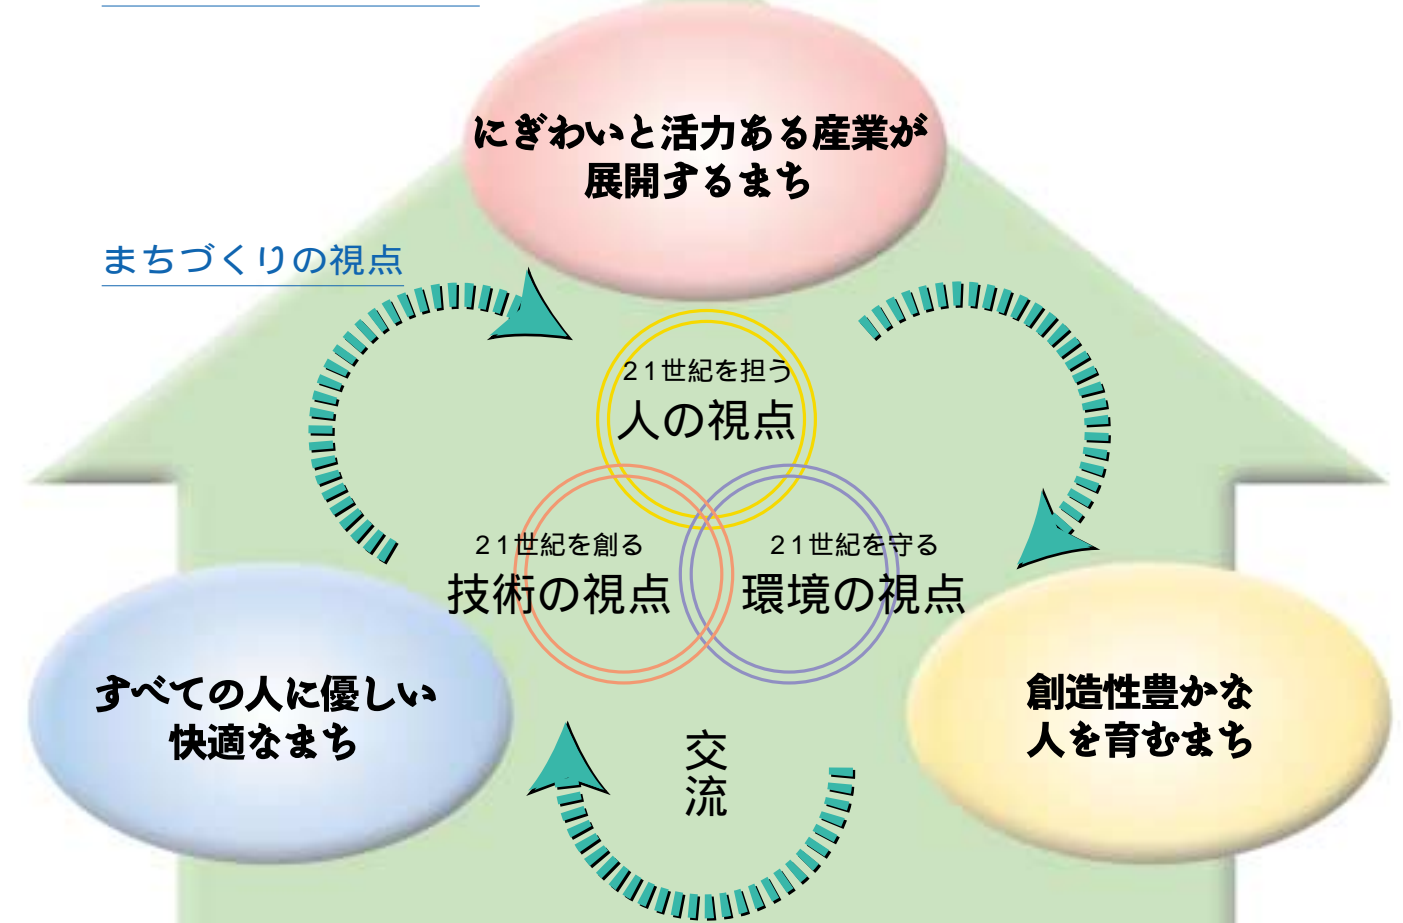 にぎわいと活力ある産業が
展開するまち
まちづくりの視点
21世紀を担う
人の視点
21世紀を創る
技術の視点
21世紀を守る
環境の視点
すべての人に優しい
快適なまち
創造性豊かな
人を育むまち
交
流